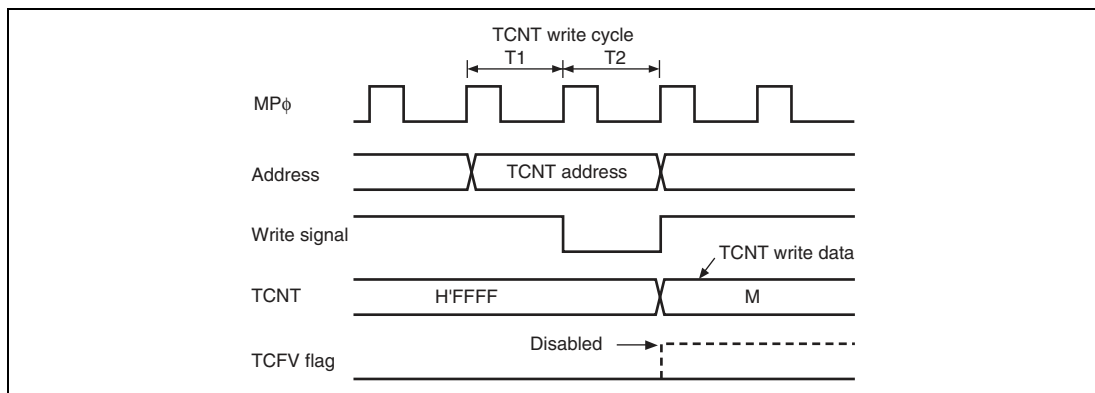 TCNT write cycle
T1 T2
MPϕ
Address TCNT address
Write signal
TCNT write data
TCNT H'FFFF M
Disabled
TCFV flag